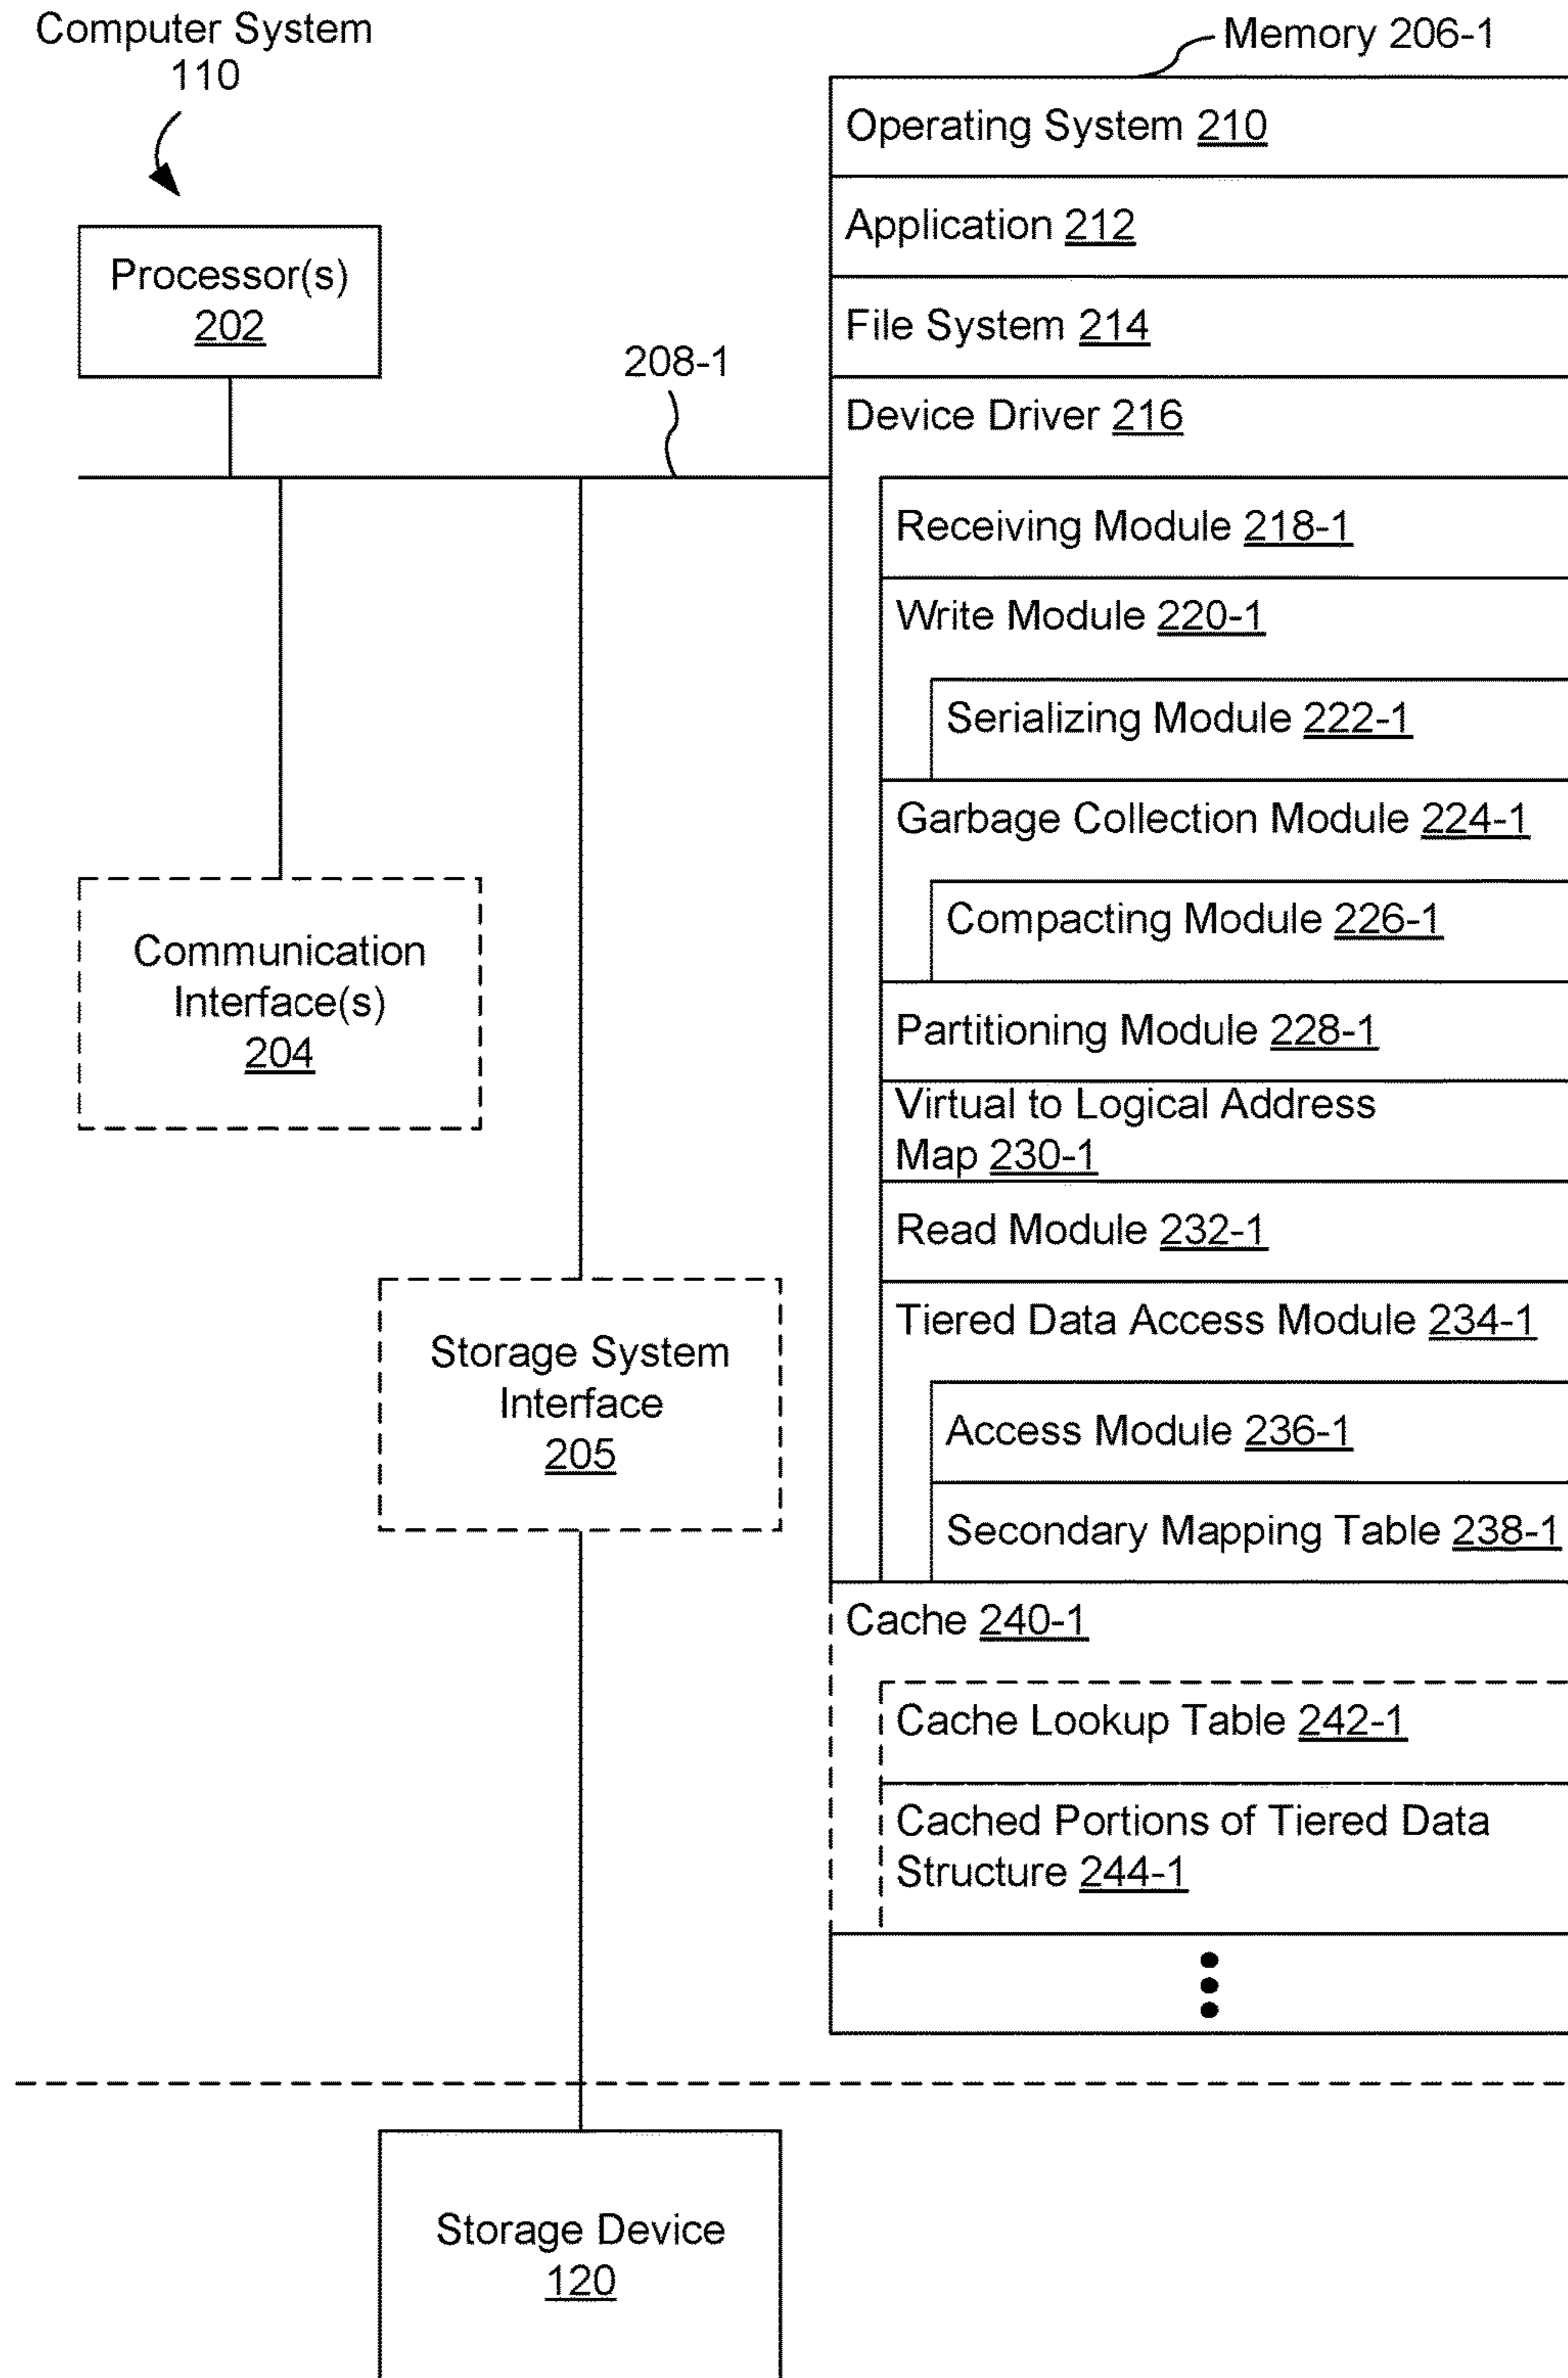 Computer System
110
Memory 206-1
Operating System 210
Application 212
Processor(s)
202
File System 214
208-1
Device Driver 216
Receiving Module 218-1
Write Module 220-1
Serializing Module 222-1
Garbage Collection Module 224-1
Compacting Module 226-1
Communication
Interface(s)
204
Partitioning Module 228-1
Virtual to Logical Address
Map 230-1
Read Module 232-1
Tiered Data Access Module 234-1
Storage System
Interface
205
Access Module 236-1
Secondary Mapping Table 238-1
Cache 240-1
Cache Lookup Table 242-1
Cached Portions of Tiered Data
Structure 244-1
Storage Device
120